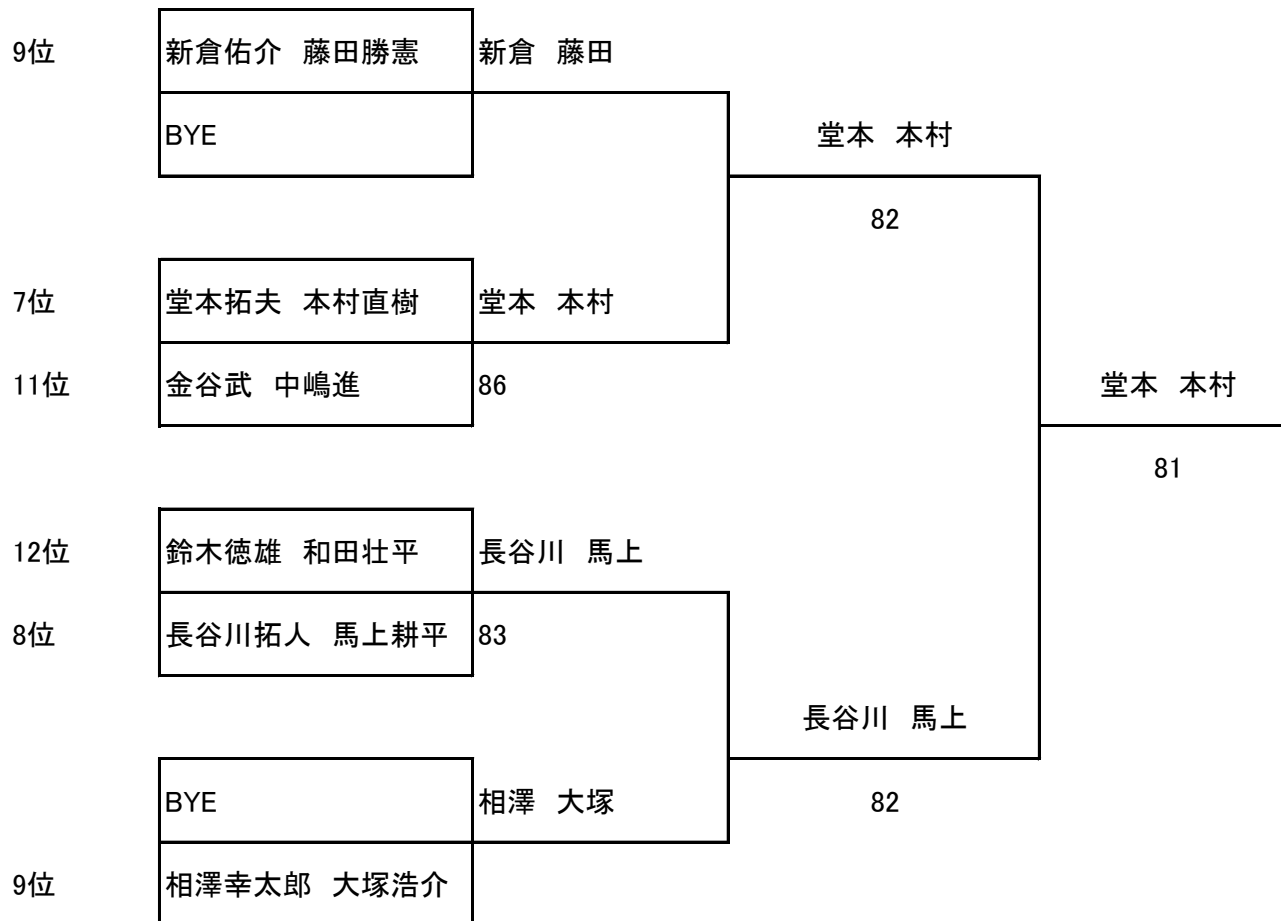 9位 新倉佑介 藤田勝憲 新倉 藤田
BYE 堂本 本村
82
7位 堂本拓夫 本村直樹 堂本 本村
11位 金谷武 中嶋進 86 堂本 本村
81
12位 鈴木徳雄 和田壮平 長谷川 馬上
8位 長谷川拓人 馬上耕平 83
長谷川 馬上
BYE 相澤 大塚 82
9位 相澤幸太郎 大塚浩介